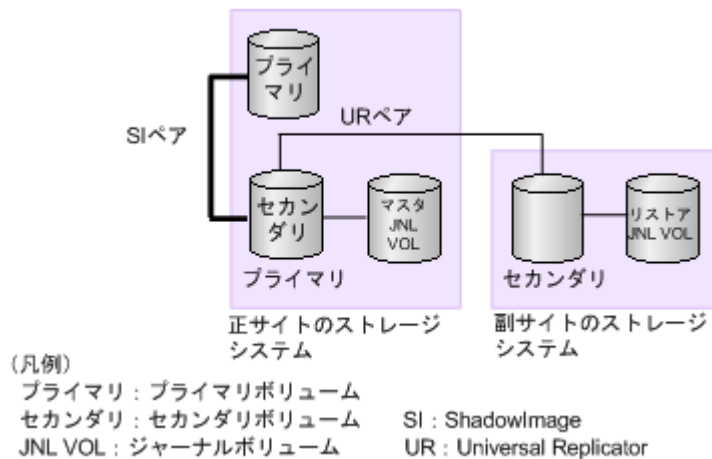 プライ
マリ
SIペア
URペア
セカン
ダリ
マスタ
JNL
VOL
リストア
JNL VOL
プライマリ
セカンダリ
正サイトのストレージ
システム
副サイトのストレージ
システム
(凡例)
プライマリ：プライマリボリューム
セカンダリ：セカンダリボリューム
SI：ShadowImage
JNL VOL：ジャーナルボリューム
UR：Universal Replicator